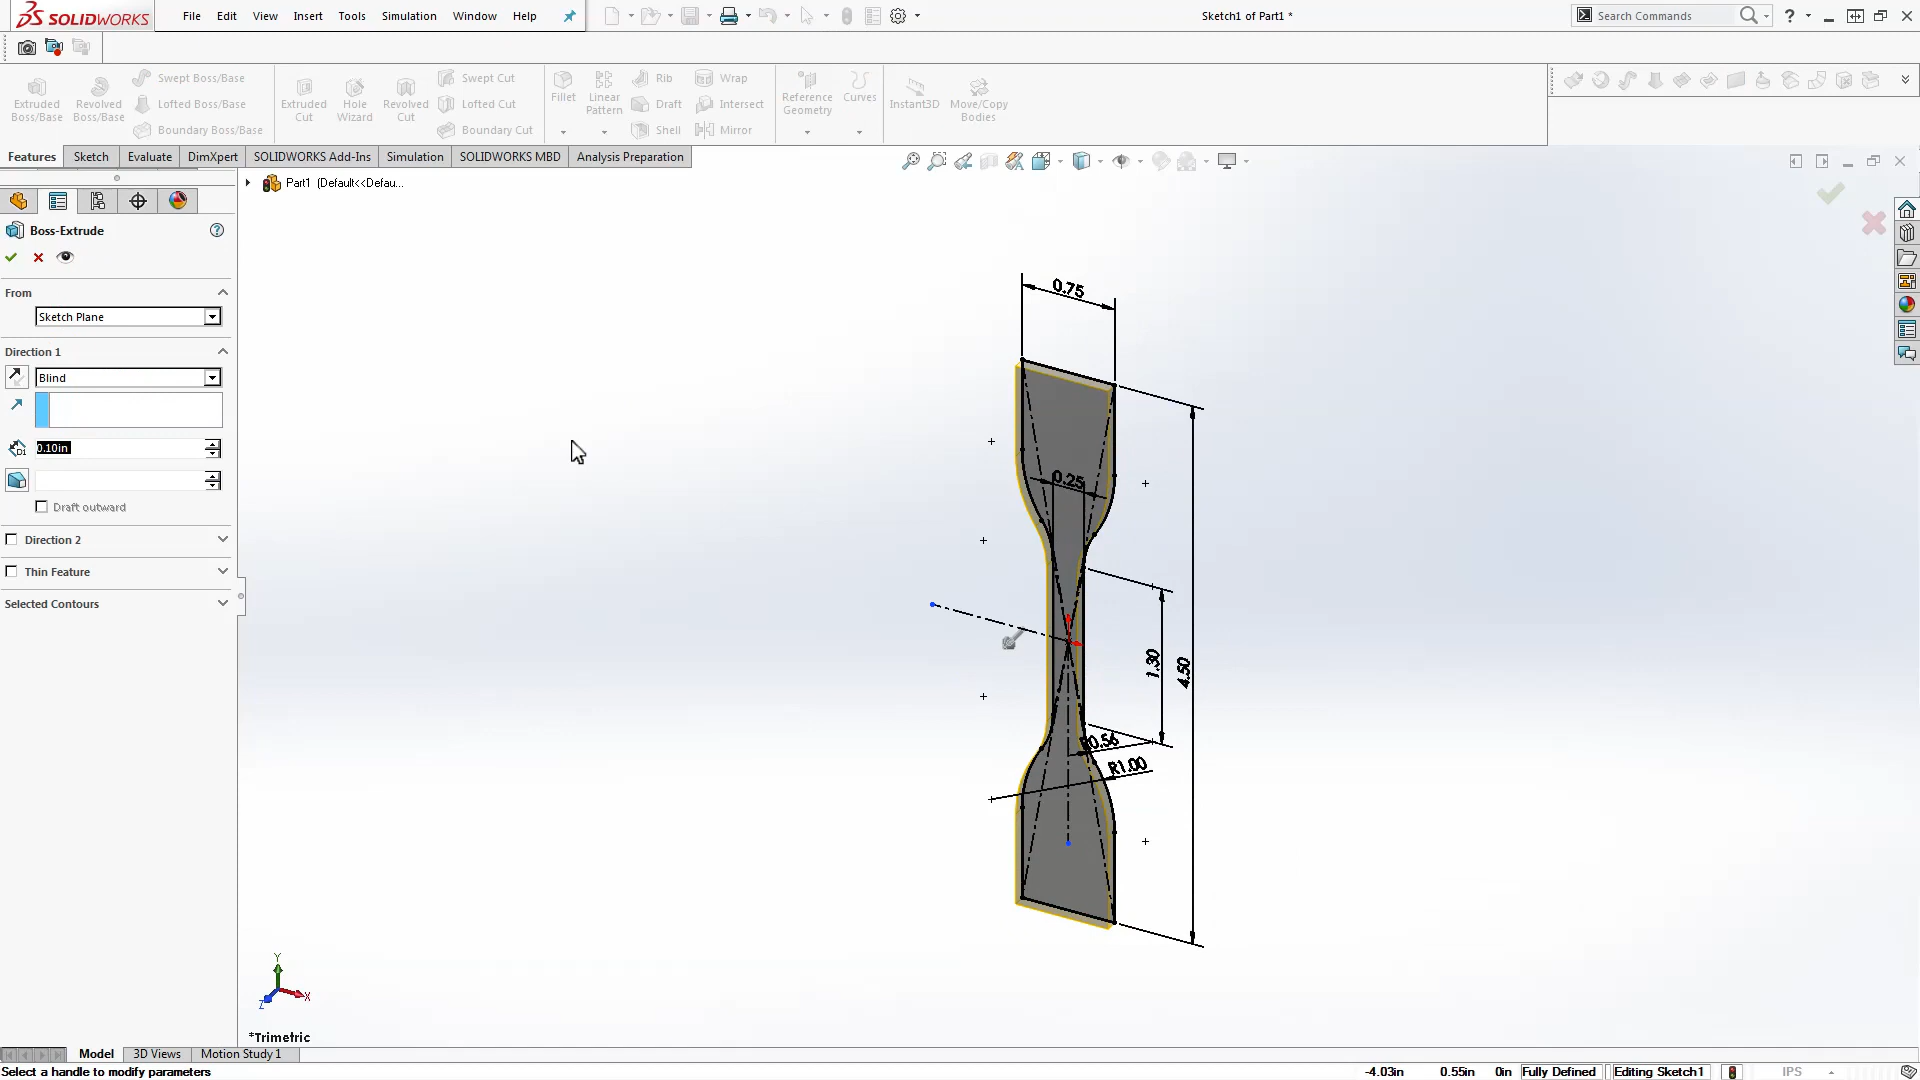 SOLIDWORKS File Edit View Insert Tools Simulation Window Help Sketch1 of Part1 * Search Commands ?
Extruded Boss/Base
Revolved Boss/Base
Swept Boss/Base
Lofted Boss/Base
Boundary Boss/Base
Extruded Cut
Hole Wizard
Revolved Cut
Swept Cut
Lofted Cut
Boundary Cut
Fillet
Linear Pattern
Rib
Draft
Shell
Wrap
Intersect
Mirror
Reference Geometry
Curves
Instant3D
Move/Copy Bodies
Features Sketch Evaluate DimXpert SOLIDWORKS Add-Ins Simulation SOLIDWORKS MBD Analysis Preparation
Part1 (Default<<Defau...
Boss-Extrude ?
From
Sketch Plane
Direction 1
Blind
D1 0.10in
Draft outward
Direction 2
Thin Feature
Selected Contours
0.75
0.25
1.30
4.50
R0.56
R1.00
Y
X
Z
*Trimetric
Model 3D Views Motion Study 1
Select a handle to modify parameters -4.03in 0.55in 0in Fully Defined Editing Sketch1 IPS